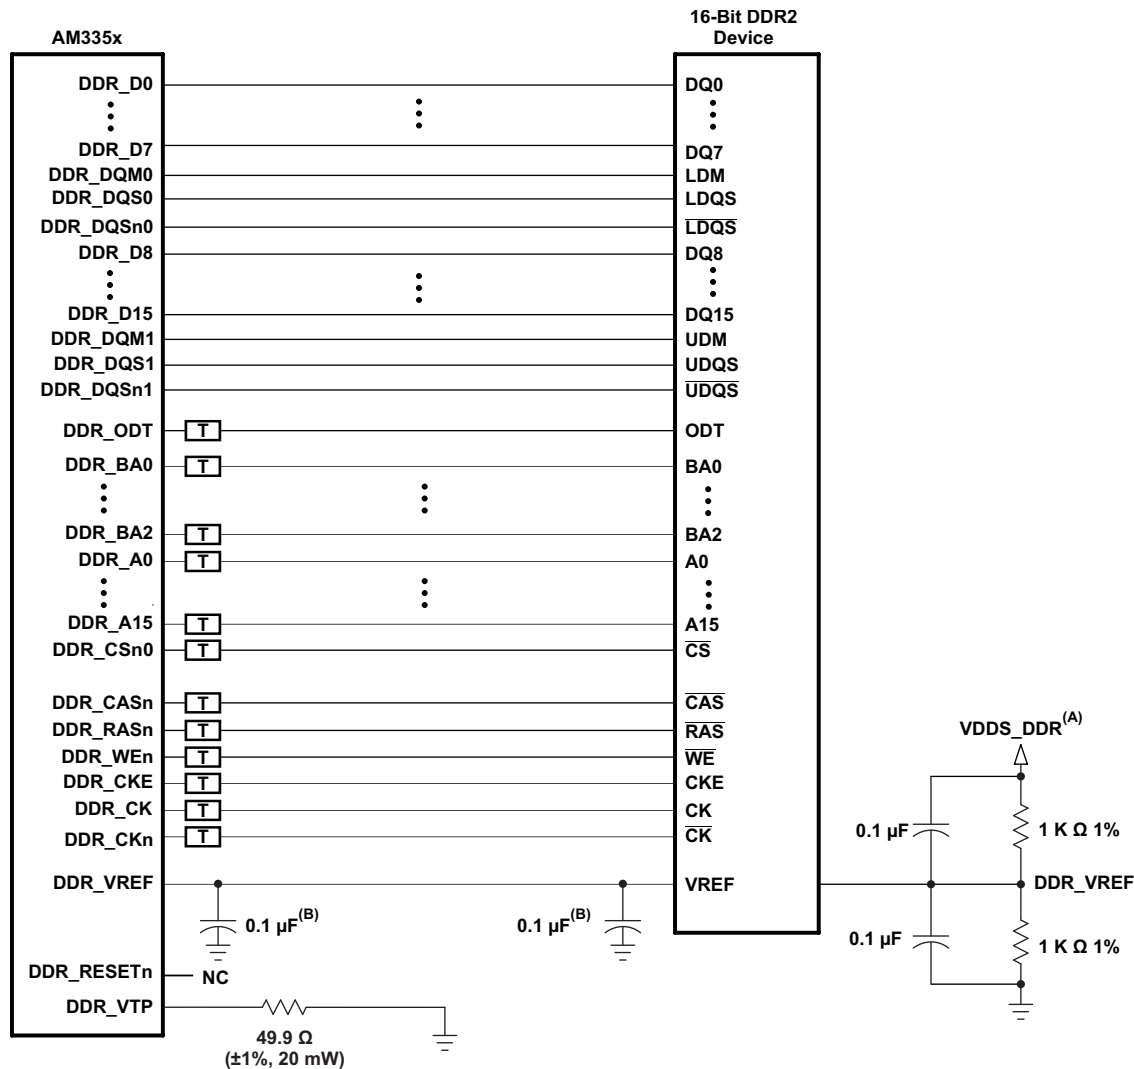 16-Bit DDR2
Device
AM335x
DDR_D0 DQ0
DDR_D7 DQ7
DDR_DQM0 LDM
DDR_DQS0 LDQS
DDR_DQSn0 LDQS
DDR_D8 DQ8
DDR_D15 DQ15
DDR_DQM1 UDM
DDR_DQS1 UDQS
DDR_DQSn1 UDQS
DDR_ODT T ODT
DDR_BA0 T BA0
DDR_BA2 T BA2
DDR_A0 T A0
DDR_A15 T A15
DDR_CSn0 T CS
DDR_CASn T CAS
DDR_RASn T RAS
VDDS_DDR(A)
DDR_WEn T WE
DDR_CKE T CKE
DDR_CK T CK
0.1 µF 1 K Ω 1%
DDR_CKn T CK
DDR_VREF VREF DDR_VREF
0.1 µF(B) 0.1 µF(B)
0.1 µF 1 K Ω 1%
DDR_RESETn NC
DDR_VTP
49.9 Ω
(±1%, 20 mW)